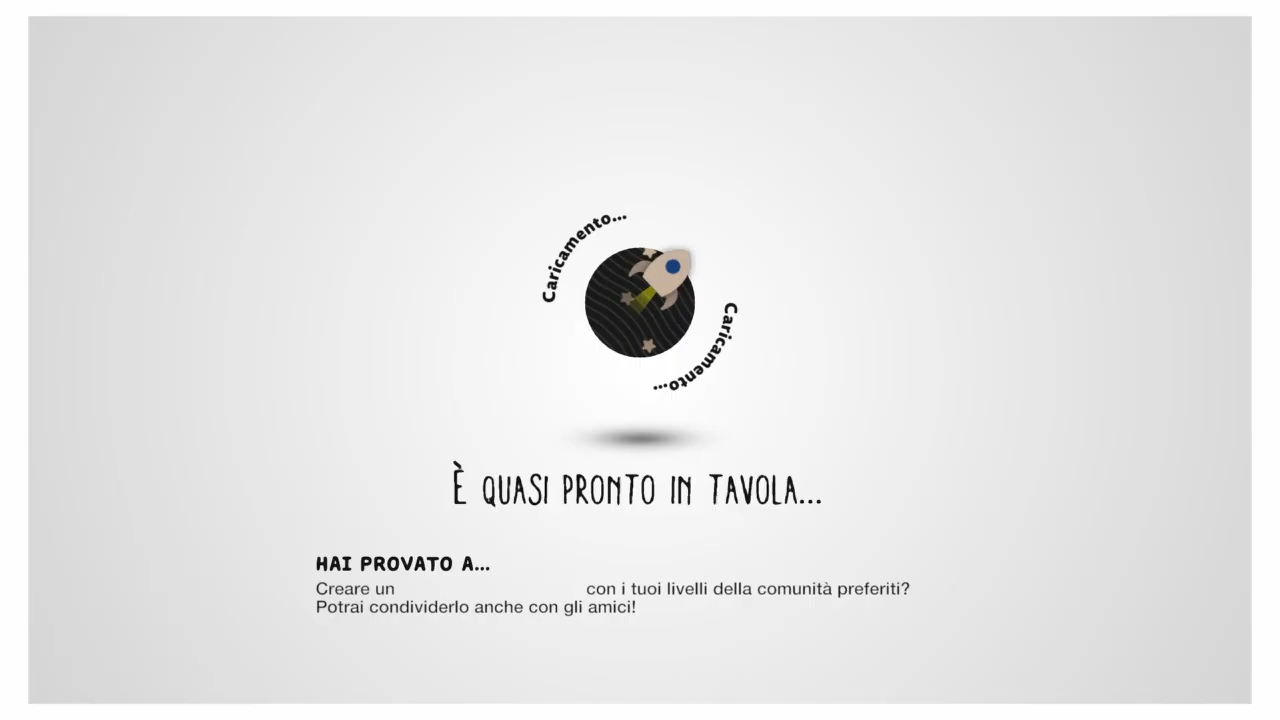 Caricamento...
Caricamento...
È QUASI PRONTO IN TAVOLA...
HAI PROVATO A...
Creare un con i tuoi livelli della comunità preferiti?
Potrai condividerlo anche con gli amici!